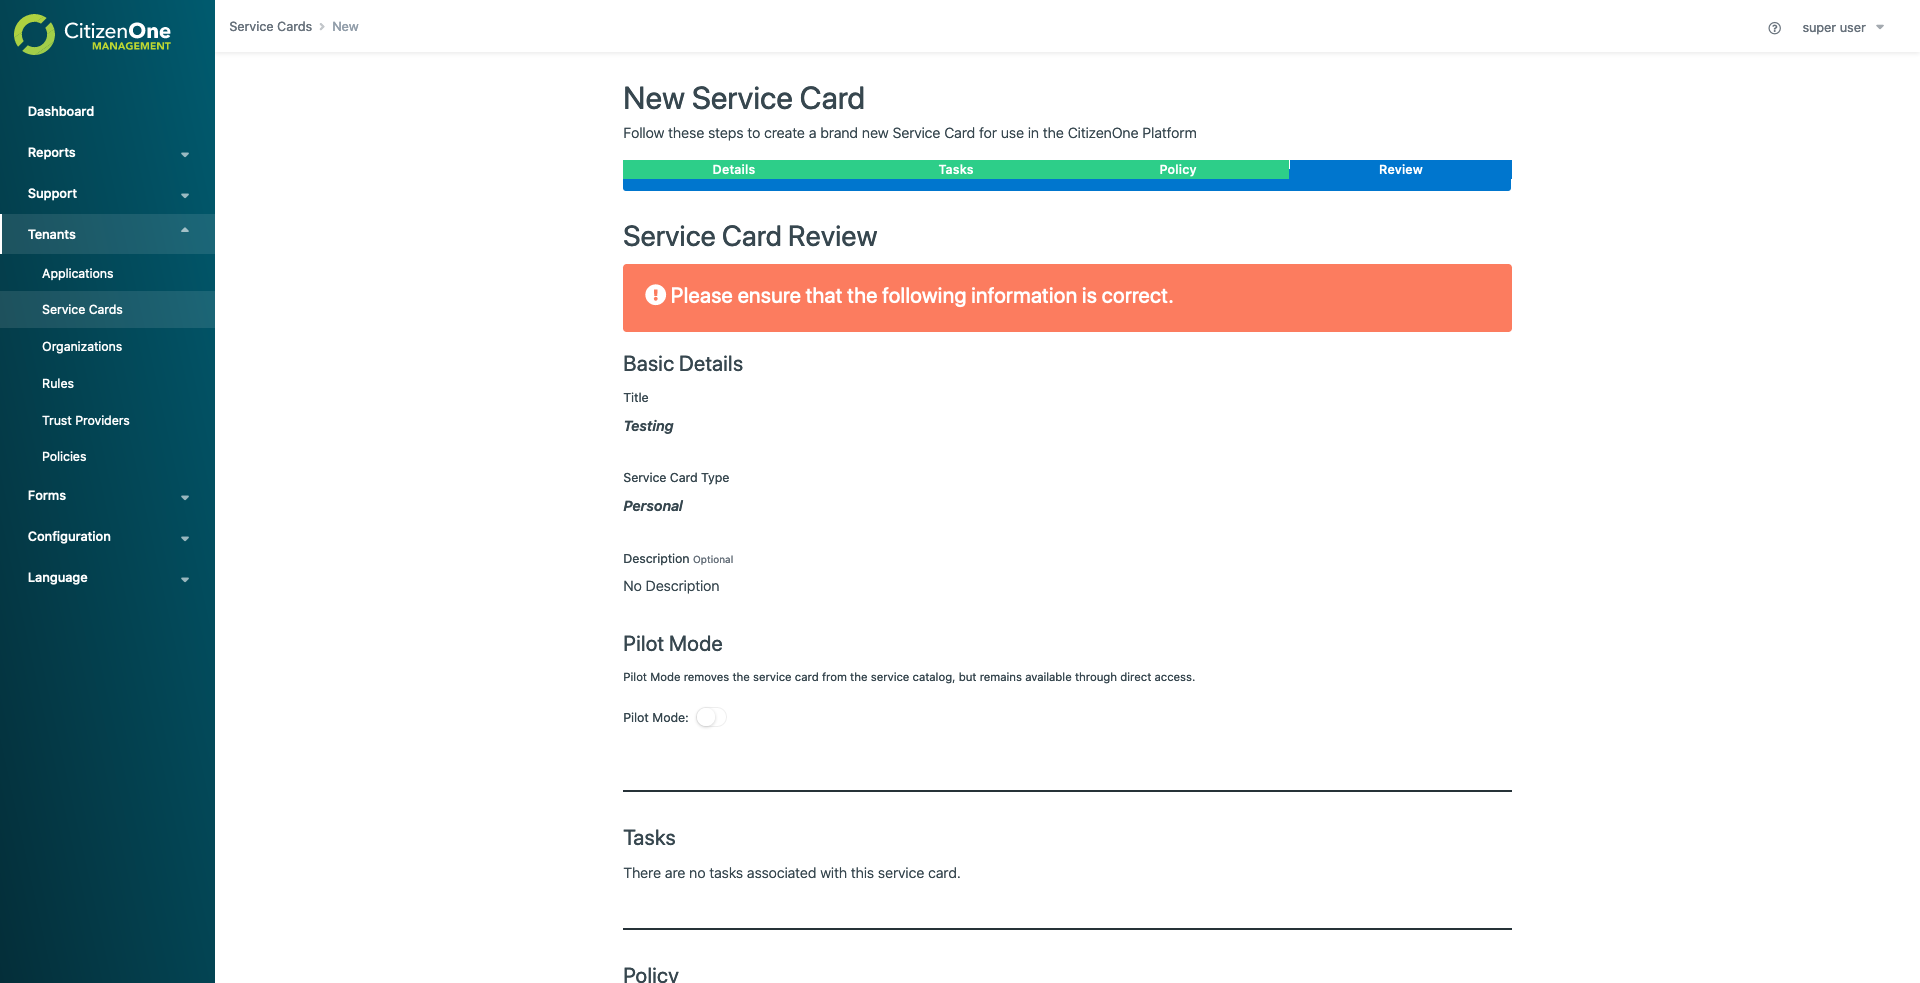 CitizenOne
MANAGEMENT
Service Cards > New
super user
Dashboard
Reports
Support
Tenants
Applications
Service Cards
Organizations
Rules
Trust Providers
Policies
Forms
Configuration
Language
New Service Card
Follow these steps to create a brand new Service Card for use in the CitizenOne Platform
Details Tasks Policy Review
Service Card Review
Please ensure that the following information is correct.
Basic Details
Title
Testing
Service Card Type
Personal
Description Optional
No Description
Pilot Mode
Pilot Mode removes the service card from the service catalog, but remains available through direct access.
Pilot Mode:
Tasks
There are no tasks associated with this service card.
Policy